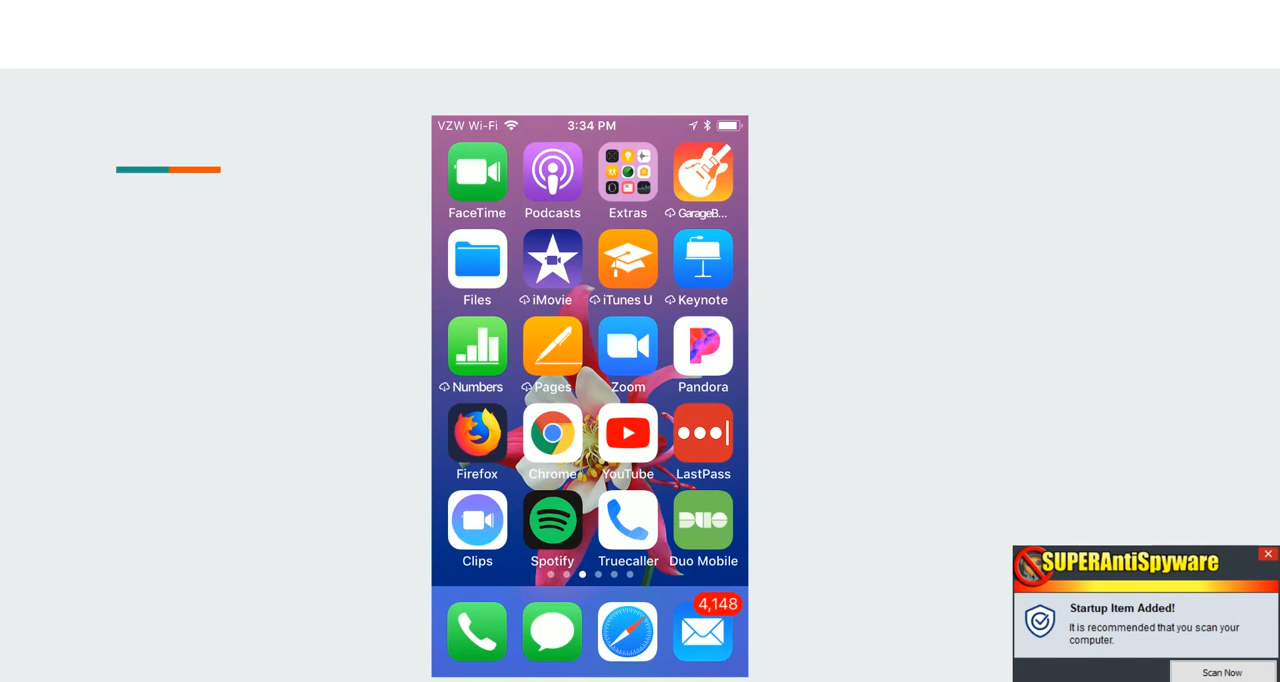 VZW Wi-Fi 3:34 PM
FaceTime Podcasts Extras GarageB...
Files iMovie iTunes U Keynote
Numbers Pages Zoom Pandora
Firefox Chrome YouTube LastPass
DUO
Clips Spotify Truecaller Duo Mobile
4,148
SUPERAntiSpyware
Startup Item Added!
It is recommended that you scan your
computer.
Scan Now